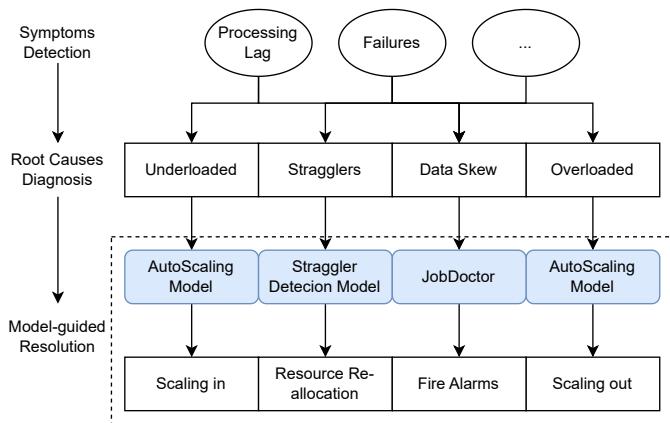 Symptoms
Detection
Processing
Lag
Failures
...
Root Causes
Diagnosis
Underloaded
Stragglers
Data Skew
Overloaded
AutoScaling
Model
Straggler
Detecion Model
JobDoctor
AutoScaling
Model
Model-guided
Resolution
Scaling in
Resource Re-
allocation
Fire Alarms
Scaling out